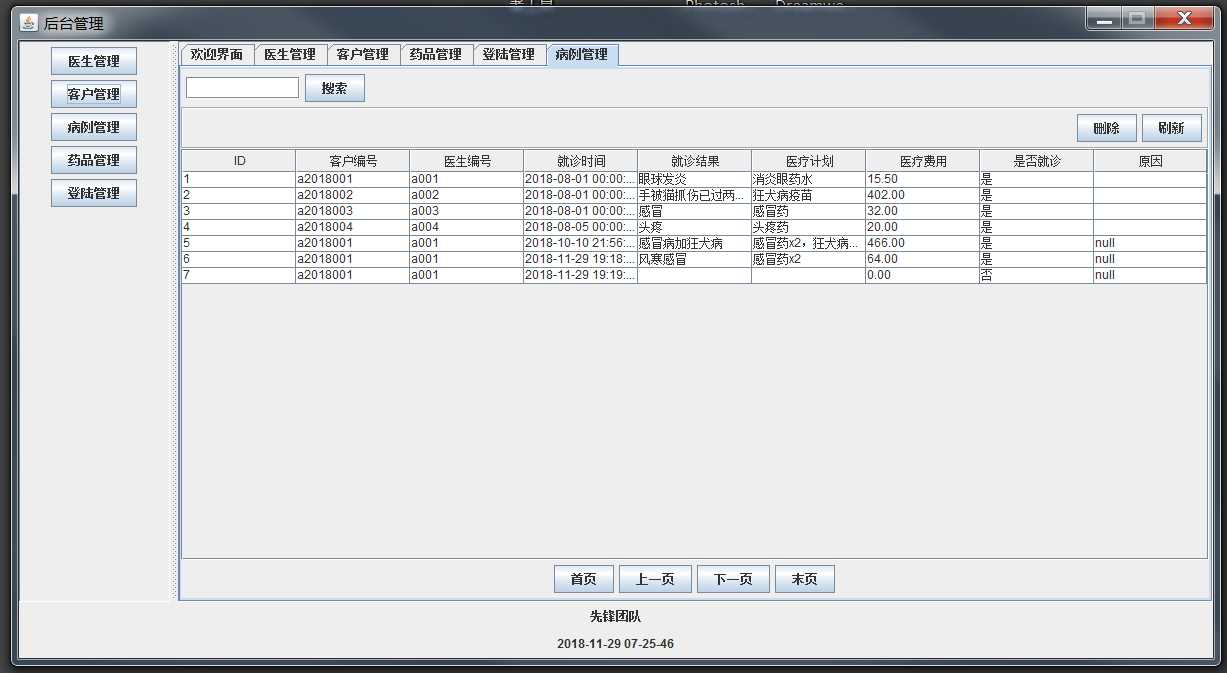 后台管理
医生管理
客户管理
病例管理
药品管理
登陆管理
欢迎界面 医生管理 客户管理 药品管理 登陆管理 病例管理
搜索
删除 刷新
ID 客户编号 医生编号 就诊时间 就诊结果 医疗计划 医疗费用 是否就诊 原因
1 a2018001 a001 2018-08-01 00:00:... 眼球发炎 消炎眼药水 15.50 是
2 a2018002 a002 2018-08-01 00:00:... 手被猫抓伤已过两... 狂犬病疫苗 402.00 是
3 a2018003 a003 2018-08-01 00:00:... 感冒 感冒药 32.00 是
4 a2018004 a004 2018-08-05 00:00:... 头疼 头疼药 20.00 是
5 a2018001 a001 2018-10-10 21:56:... 感冒病加狂犬病 感冒药x2，狂犬病... 466.00 是 null
6 a2018001 a001 2018-11-29 19:18:... 风寒感冒 感冒药x2 64.00 是 null
7 a2018001 a001 2018-11-29 19:19:... 0.00 否 null
首页 上一页 下一页 末页
先锋团队
2018-11-29 07-25-46